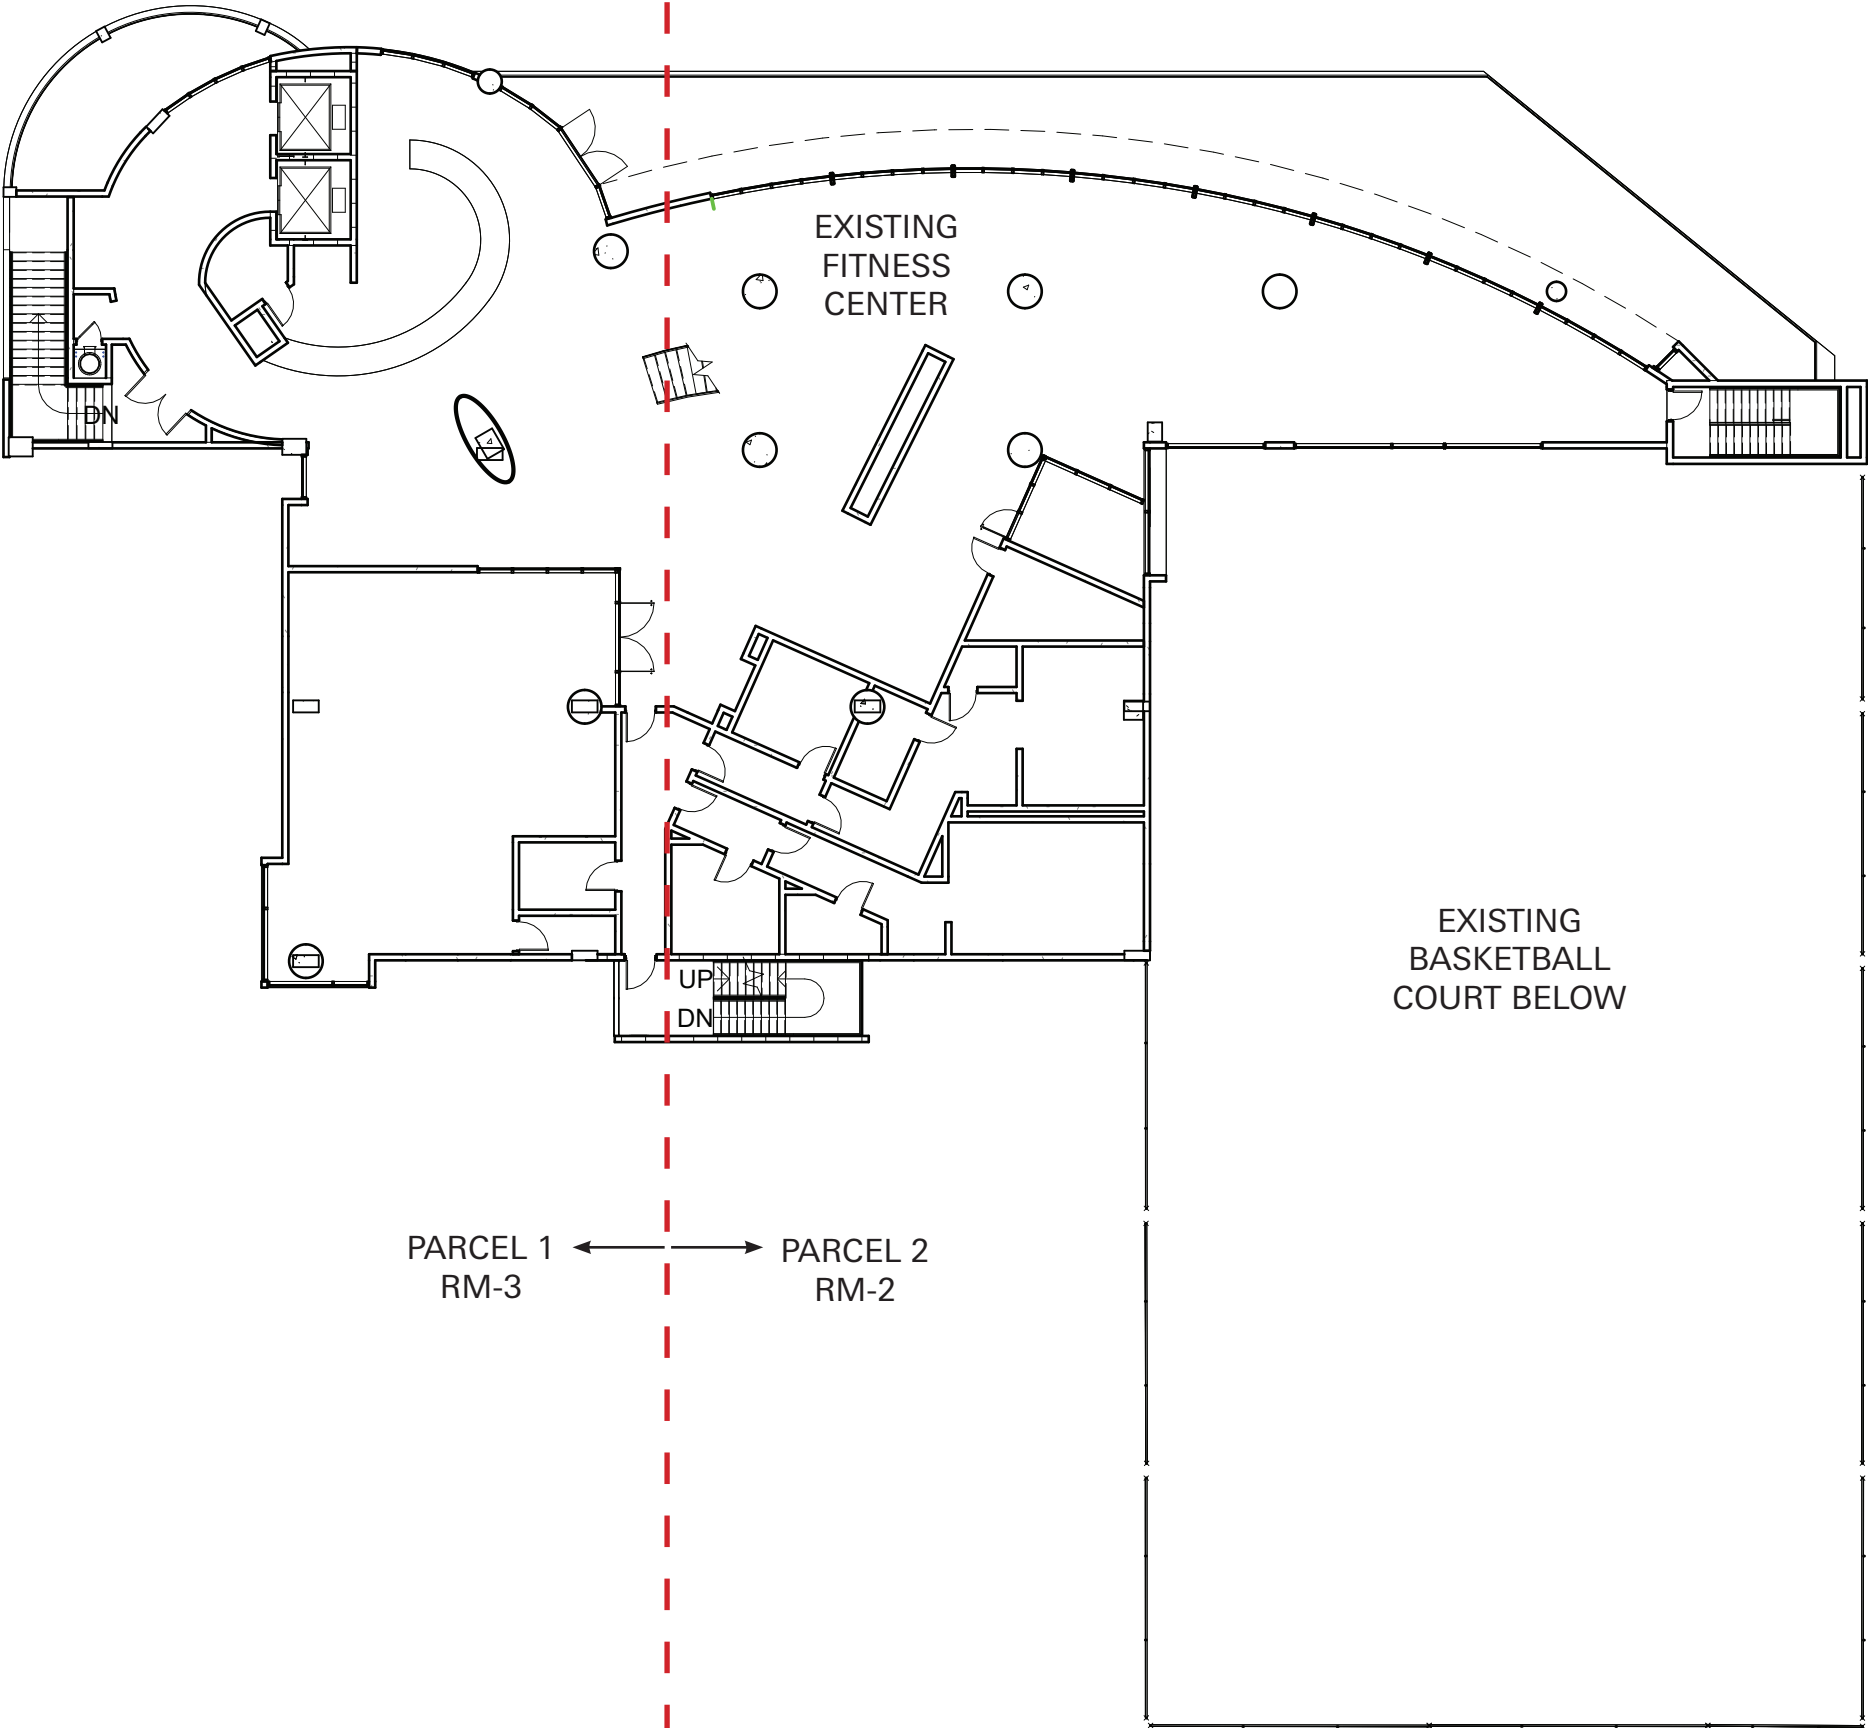 EXISTING
FITNESS
CENTER
DN
EXISTING
BASKETBALL
COURT BELOW
UP
DN
PARCEL 1
RM-3
PARCEL 2
RM-2